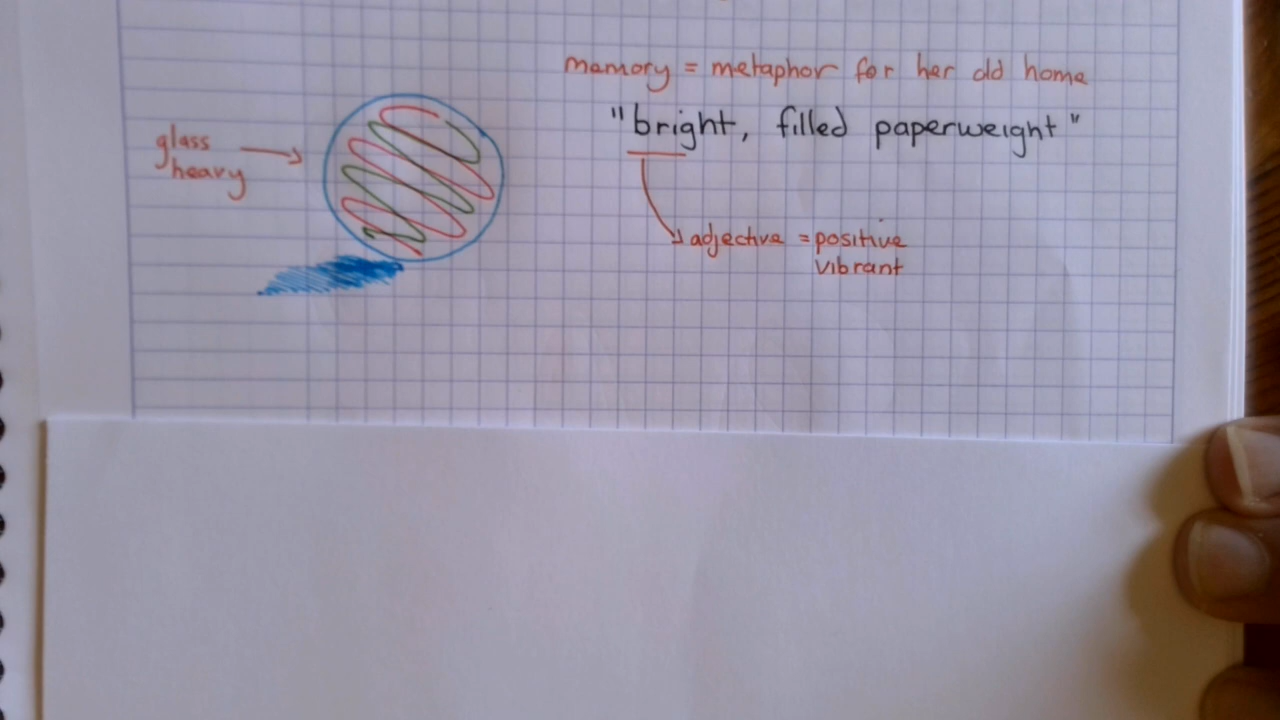 memory = metaphor for her old home
"bright, filled paperweight"
glass
heavy
adjective = positive
vibrant